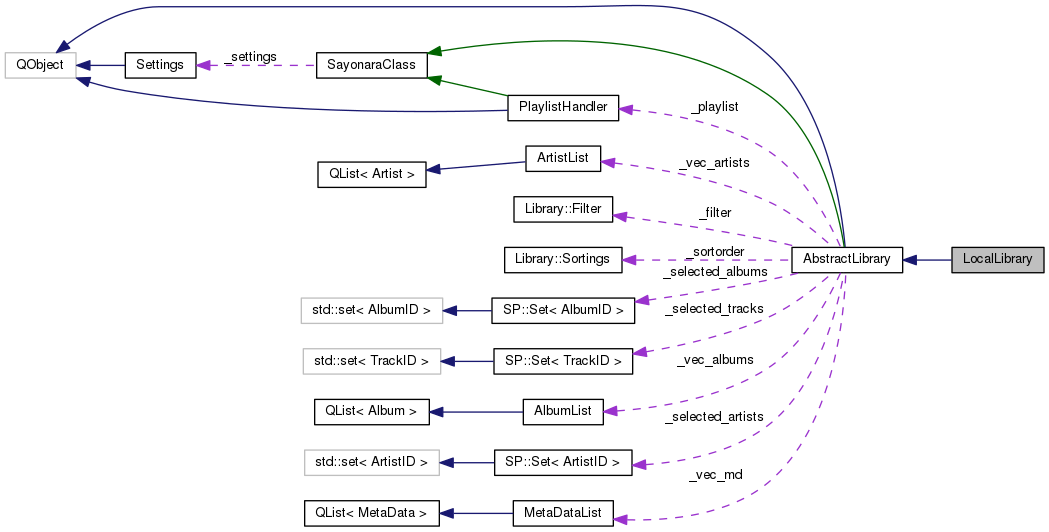 QObject
Settings
_settings
SayonaraClass
PlaylistHandler
_playlist
QList< Artist >
ArtistList
_vec_artists
Library::Filter
_filter
Library::Sortings
_sortorder
AbstractLibrary
LocalLibrary
_selected_albums
std::set< AlbumID >
SP::Set< AlbumID >
_selected_tracks
std::set< TrackID >
SP::Set< TrackID >
_vec_albums
QList< Album >
AlbumList
_selected_artists
std::set< ArtistID >
SP::Set< ArtistID >
_vec_md
QList< MetaData >
MetaDataList